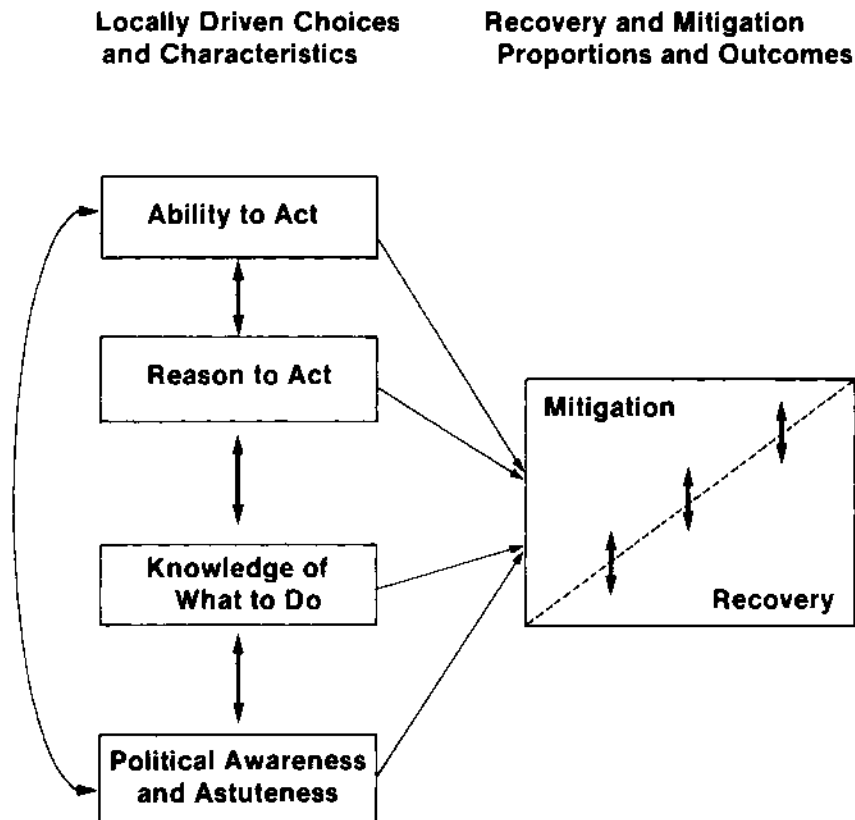 Locally Driven Choices
and Characteristics
Recovery and Mitigation
Proportions and Outcomes
Ability to Act
Reason to Act
Knowledge of
What to Do
Political Awareness
and Astuteness
Mitigation
Recovery